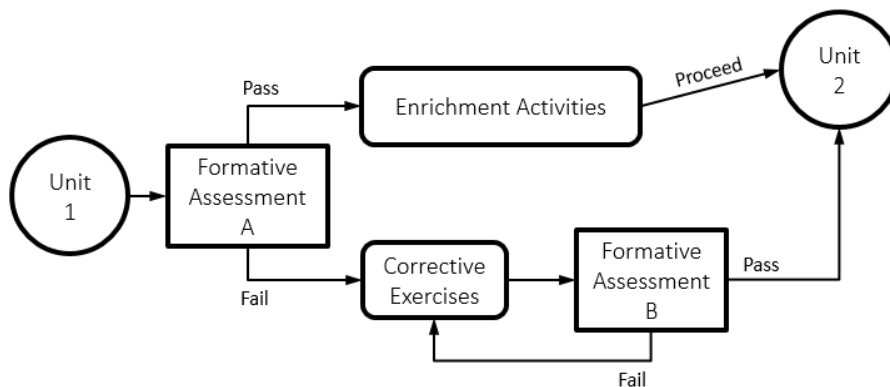 Unit
1
Formative
Assessment
A
Pass
Enrichment Activities
Proceed
Unit
2
Fail
Corrective
Exercises
Formative
Assessment
B
Pass
Fail